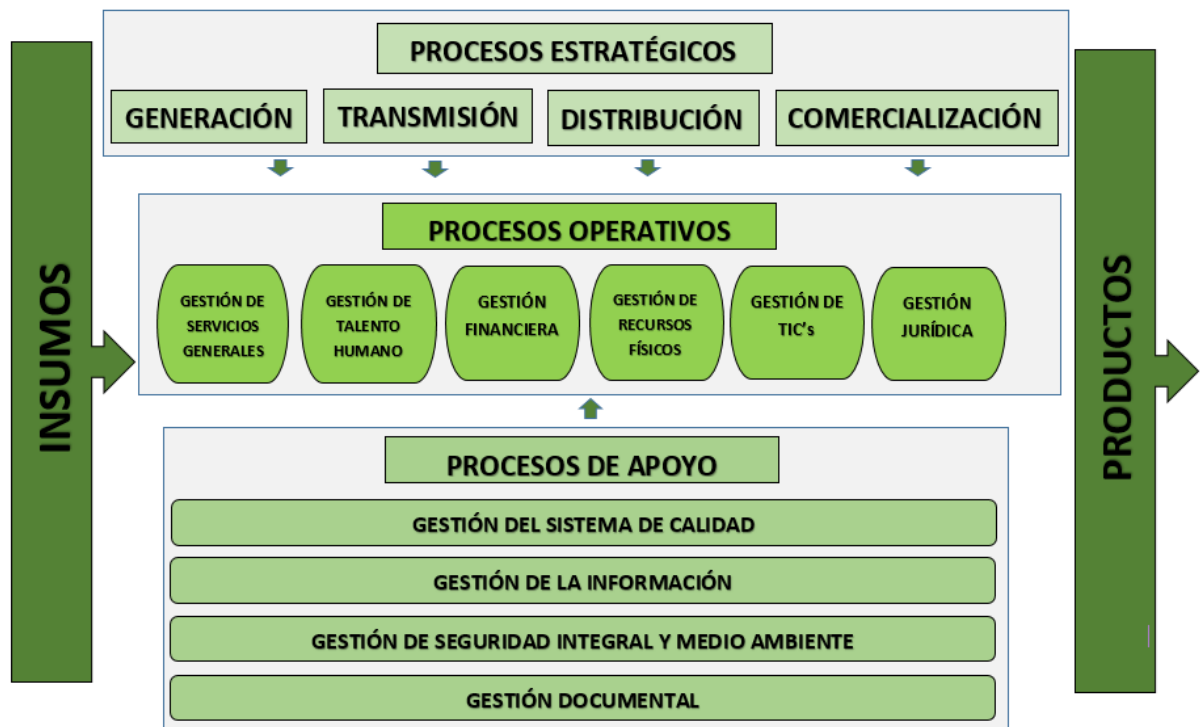 PROCESOS ESTRATÉGICOS
GENERACIÓN
TRANSMISIÓN
DISTRIBUCIÓN
COMERCIALIZACIÓN
INSUMOS
PROCESOS OPERATIVOS
GESTIÓN DE
SERVICIOS
GENERALES
GESTIÓN DE
TALENTO
HUMANO
GESTIÓN
FINANCIERA
GESTIÓN DE
RECURSOS
FÍSICOS
GESTIÓN DE
TIC's
GESTIÓN
JURÍDICA
PRODUCTOS
PROCESOS DE APOYO
GESTIÓN DEL SISTEMA DE CALIDAD
GESTIÓN DE LA INFORMACIÓN
GESTIÓN DE SEGURIDAD INTEGRAL Y MEDIO AMBIENTE
GESTIÓN DOCUMENTAL